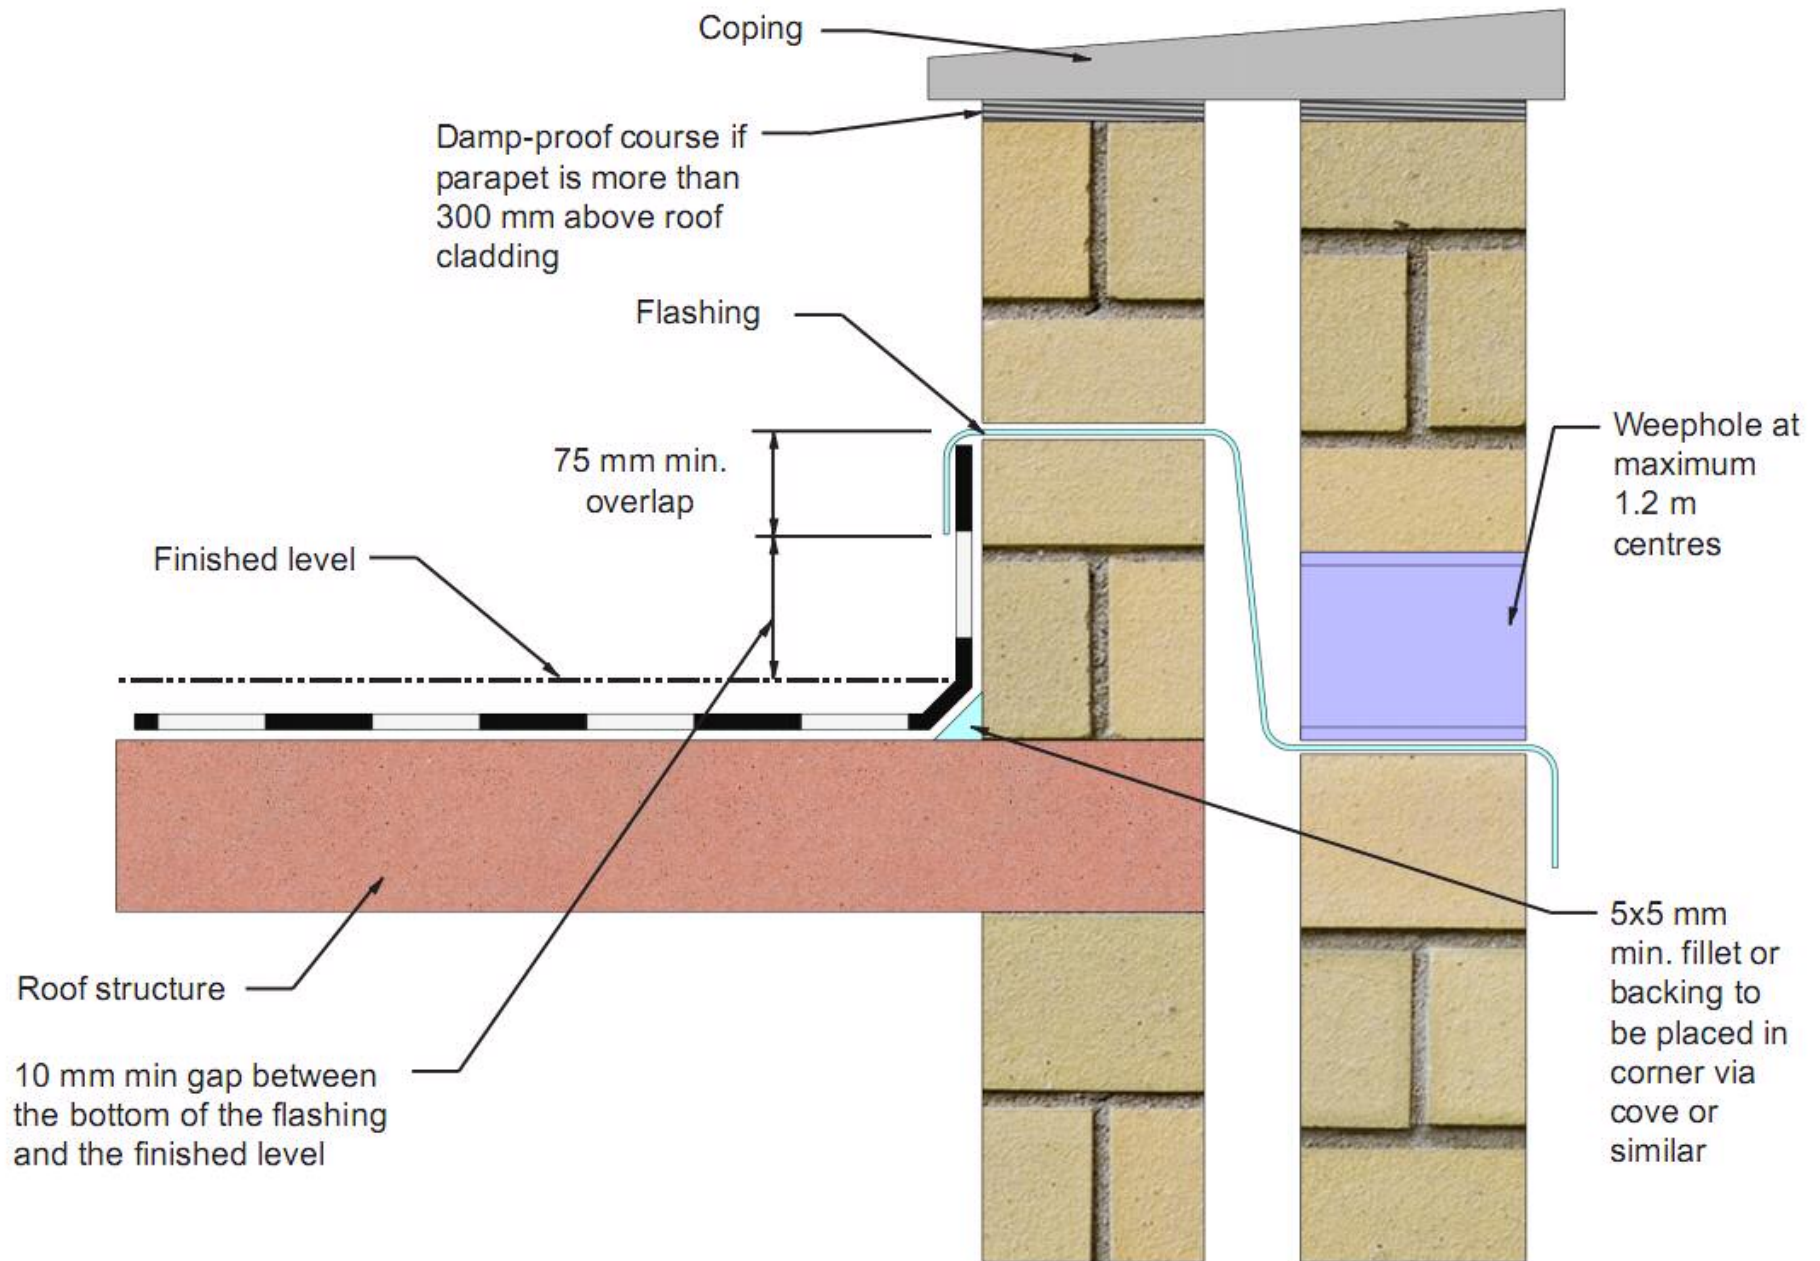 Coping
Damp-proof course if
parapet is more than
300 mm above roof
cladding
Flashing
75 mm min.
overlap
Finished level
Weephole at
maximum
1.2 m
centres
Roof structure
10 mm min gap between
the bottom of the flashing
and the finished level
5x5 mm
min. fillet or
backing to
be placed in
corner via
cove or
similar